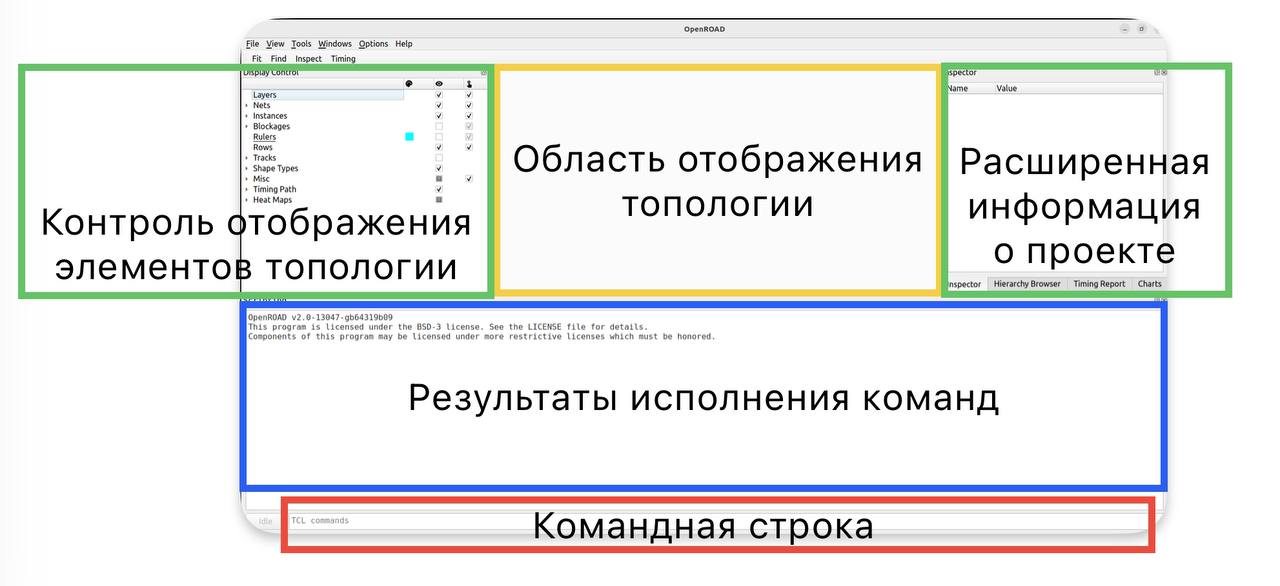 OpenROAD
File View Tools Windows Options Help
Fit Find Inspect Timing
Display Control
Layers
Nets
Instances
Blockages
Rulers
Rows
Tracks
Shape Types
Misc
Timing Path
Heat Maps
Контроль отображения
элементов топологии
Область отображения
топологии
nspector
Name Value
Расширенная
информация
о проекте
nspector Hierarchy Browser Timing Report Charts
OpenROAD v2.0-13047-gb64319b09
This program is licensed under the BSD-3 license. See the LICENSE file for details.
Components of this program may be licensed under more restrictive licenses which must be honored.
Результаты исполнения команд
Idle TCL commands
Командная строка